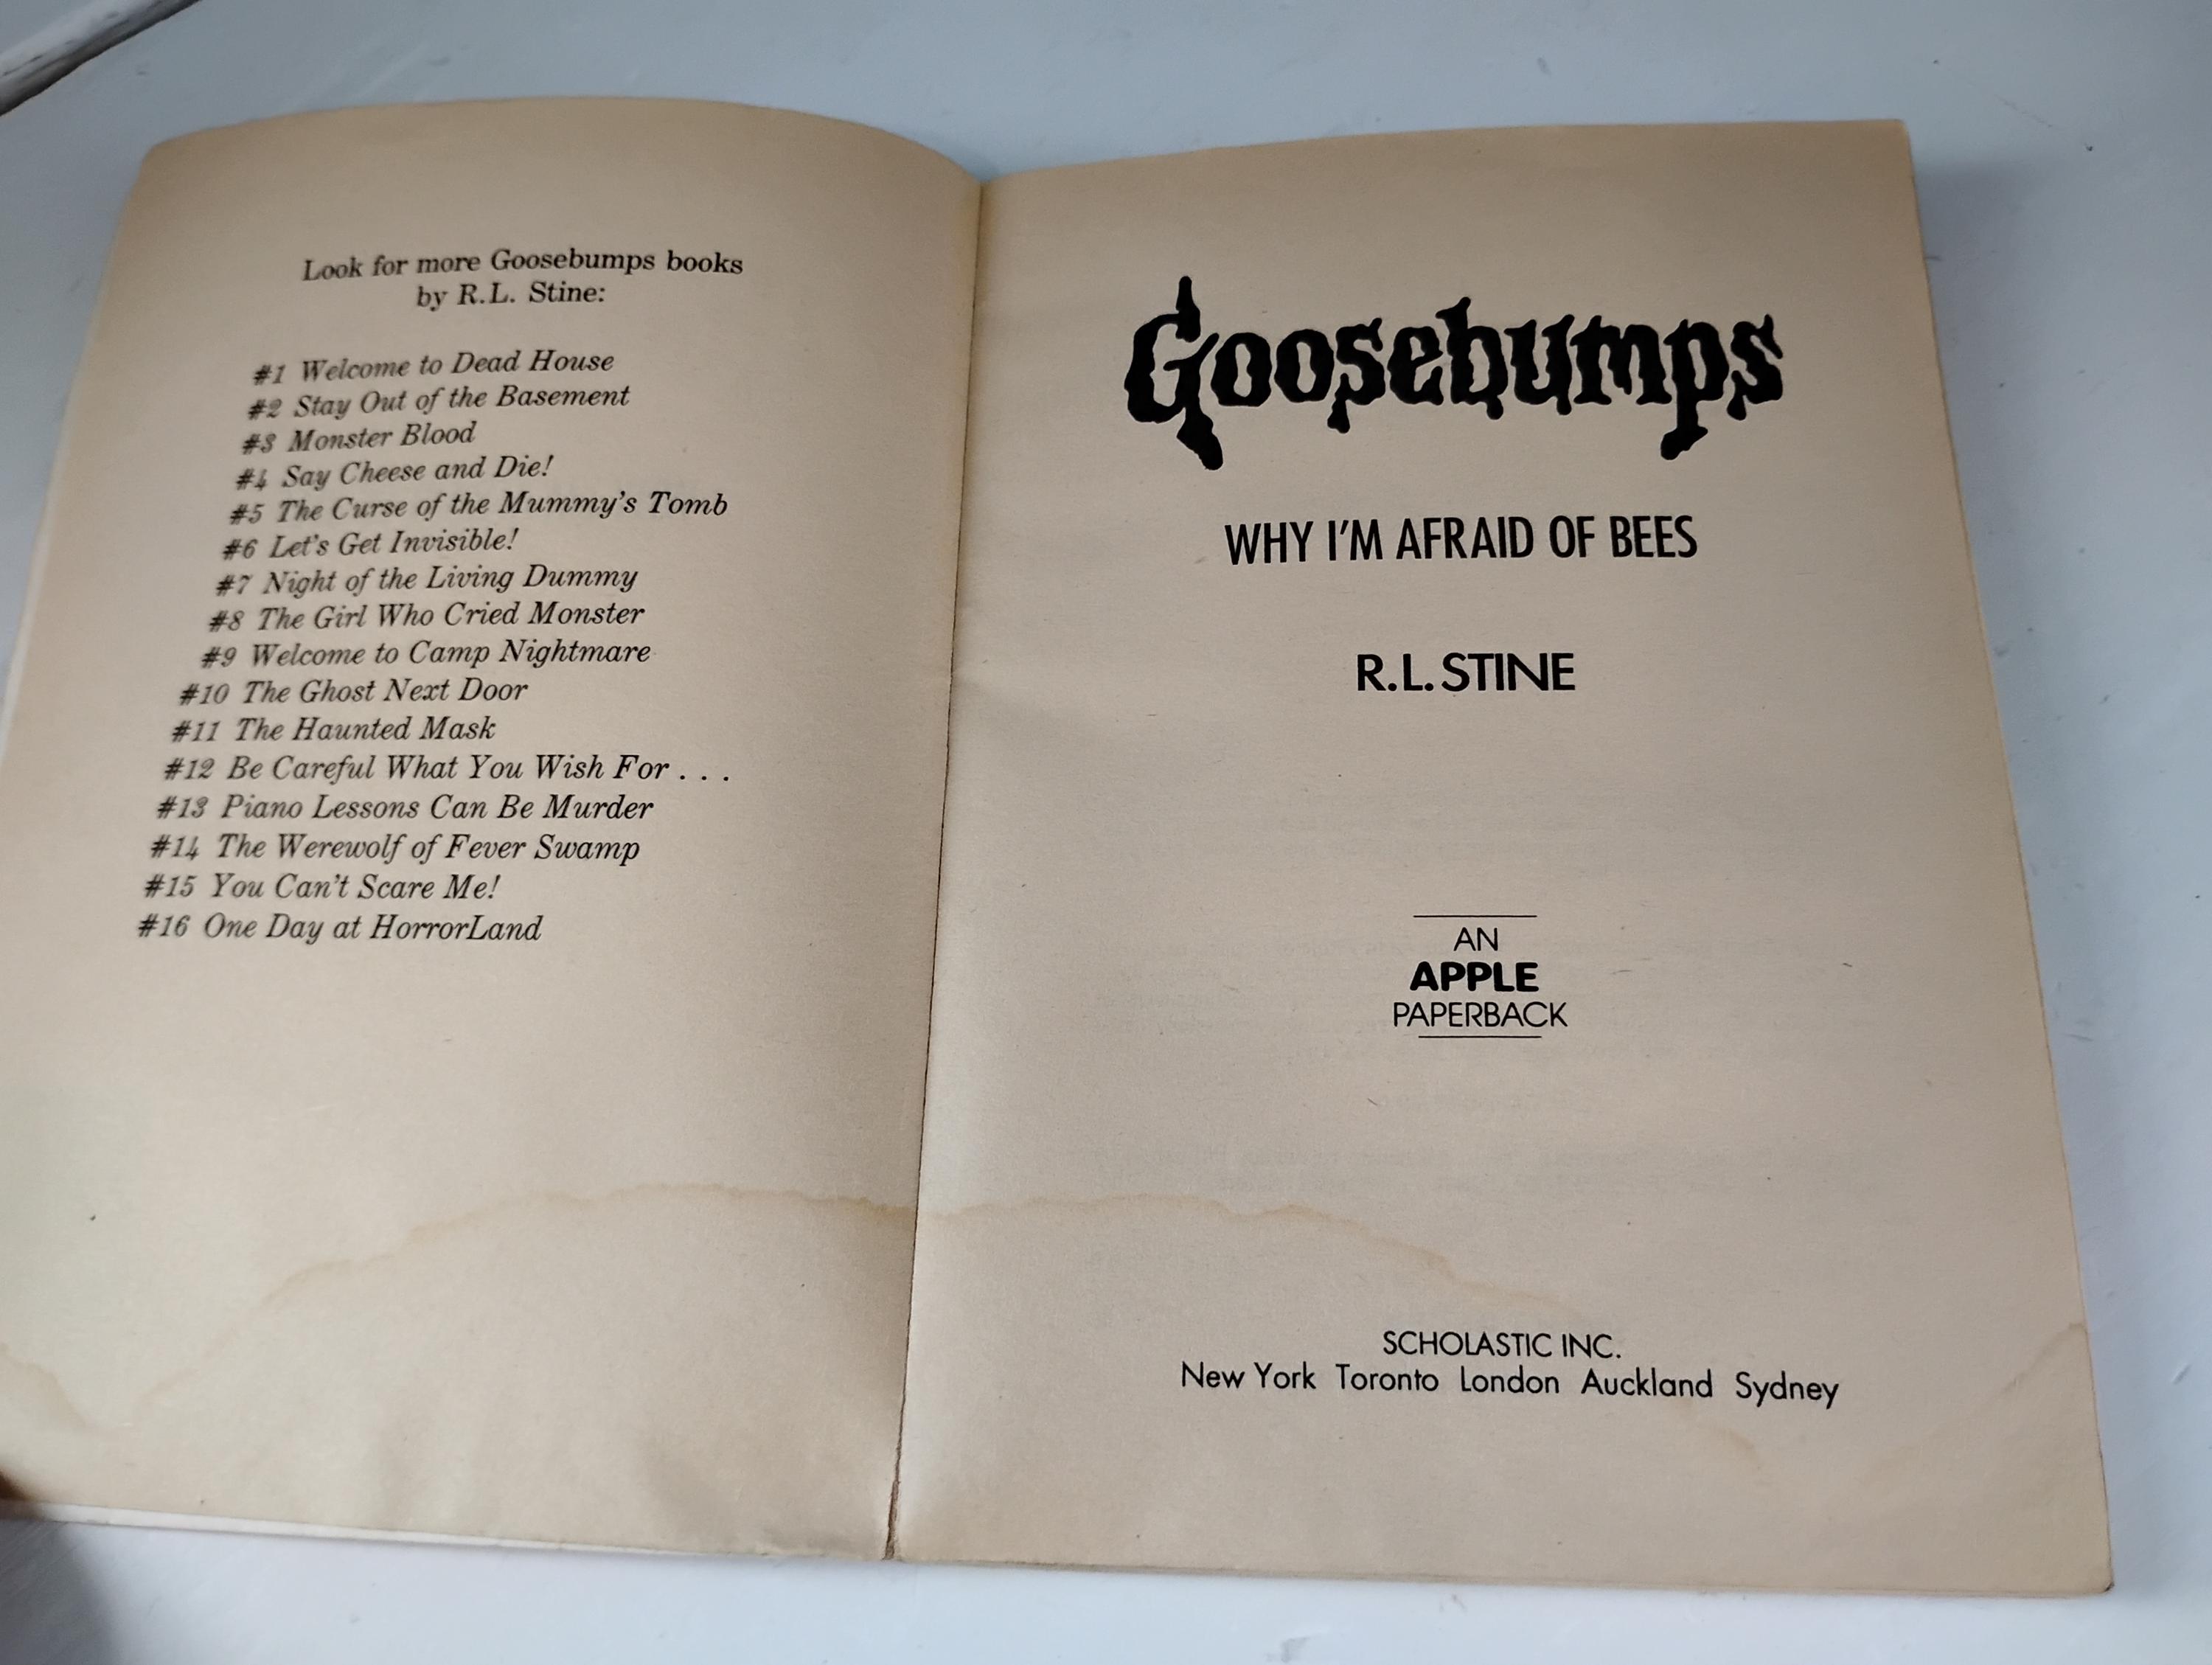 Look for more Goosebumps books
by R.L. Stine:
#1 Welcome to Dead House
#2 Stay Out of the Basement
#3 Monster Blood
#4 Say Cheese and Die!
#5 The Curse of the Mummy's Tomb
#6 Let's Get Invisible!
#7 Night of the Living Dummy
#8 The Girl Who Cried Monster
#9 Welcome to Camp Nightmare
#10 The Ghost Next Door
#11 The Haunted Mask
#12 Be Careful What You Wish For . . .
#13 Piano Lessons Can Be Murder
#14 The Werewolf of Fever Swamp
#15 You Can't Scare Me!
#16 One Day at HorrorLand
Goosebumps
WHY I'M AFRAID OF BEES
R.L. STINE
AN
APPLE
PAPERBACK
SCHOLASTIC INC.
New York Toronto London Auckland Sydney